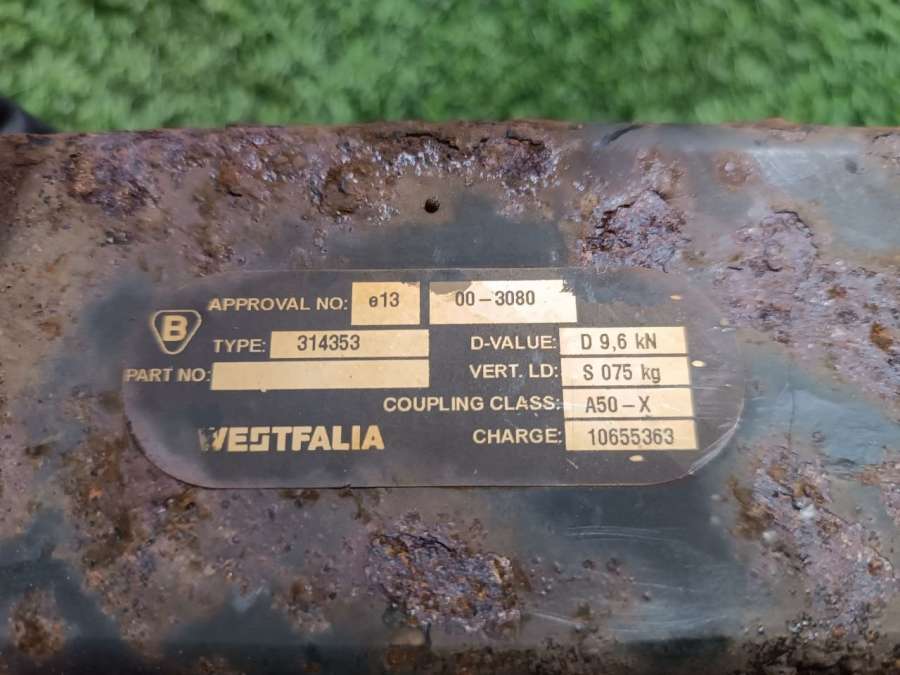 B
APPROVAL NO: e13 00-3080
TYPE: 314353
D-VALUE: D 9,6 kN
PART NO:
VERT. LD: S 075 kg
COUPLING CLASS: A50-X
WESTFALIA
CHARGE: 10655363